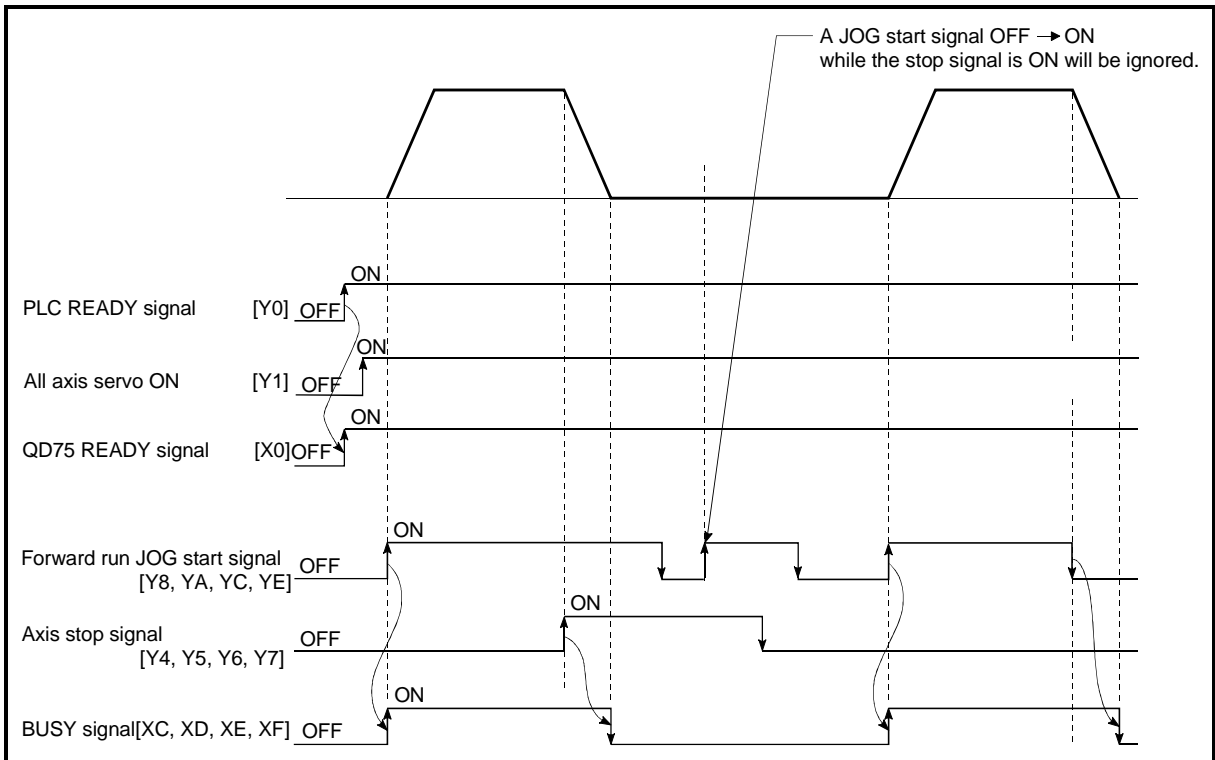 A JOG start signal OFF → ON
while the stop signal is ON will be ignored.
ON
PLC READY signal [Y0] OFF
ON
All axis servo ON [Y1] OFF
ON
QD75 READY signal [X0] OFF
ON
Forward run JOG start signal OFF
[Y8, YA, YC, YE]
ON
Axis stop signal OFF
[Y4, Y5, Y6, Y7]
ON
BUSY signal[XC, XD, XE, XF] OFF